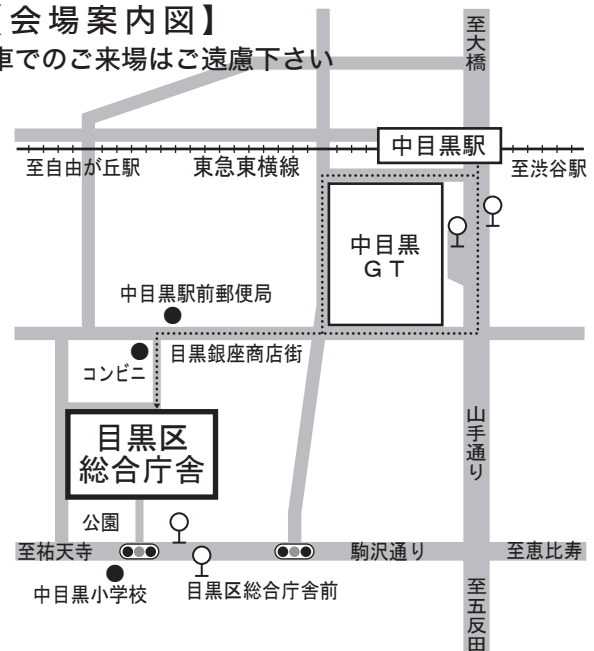 【会場案内図】
車でのご来場はご遠慮下さい
至大橋
中目黒駅
至自由が丘駅
東急東横線
至渋谷駅
中目黒
GT
中目黒駅前郵便局
目黒銀座商店街
コンビニ
目黒区
総合庁舎
山手通り
公園
至祐天寺
駒沢通り
至恵比寿
中目黒小学校
目黒区総合庁舎前
至五反田